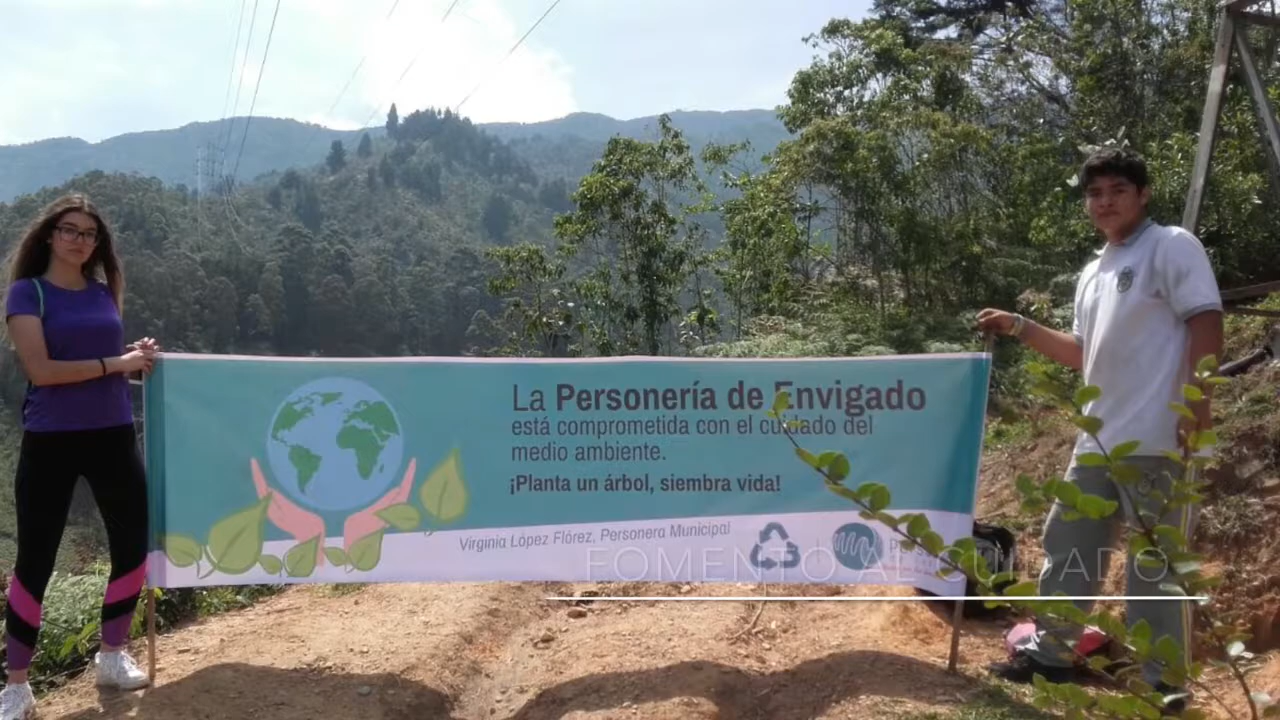 La Personería de Envigado
está comprometida con el cuidado del
medio ambiente.
¡Planta un árbol, siembra vida!
Virginia López Flórez, Personera Municipal
FOMENTO AL CUIDADO